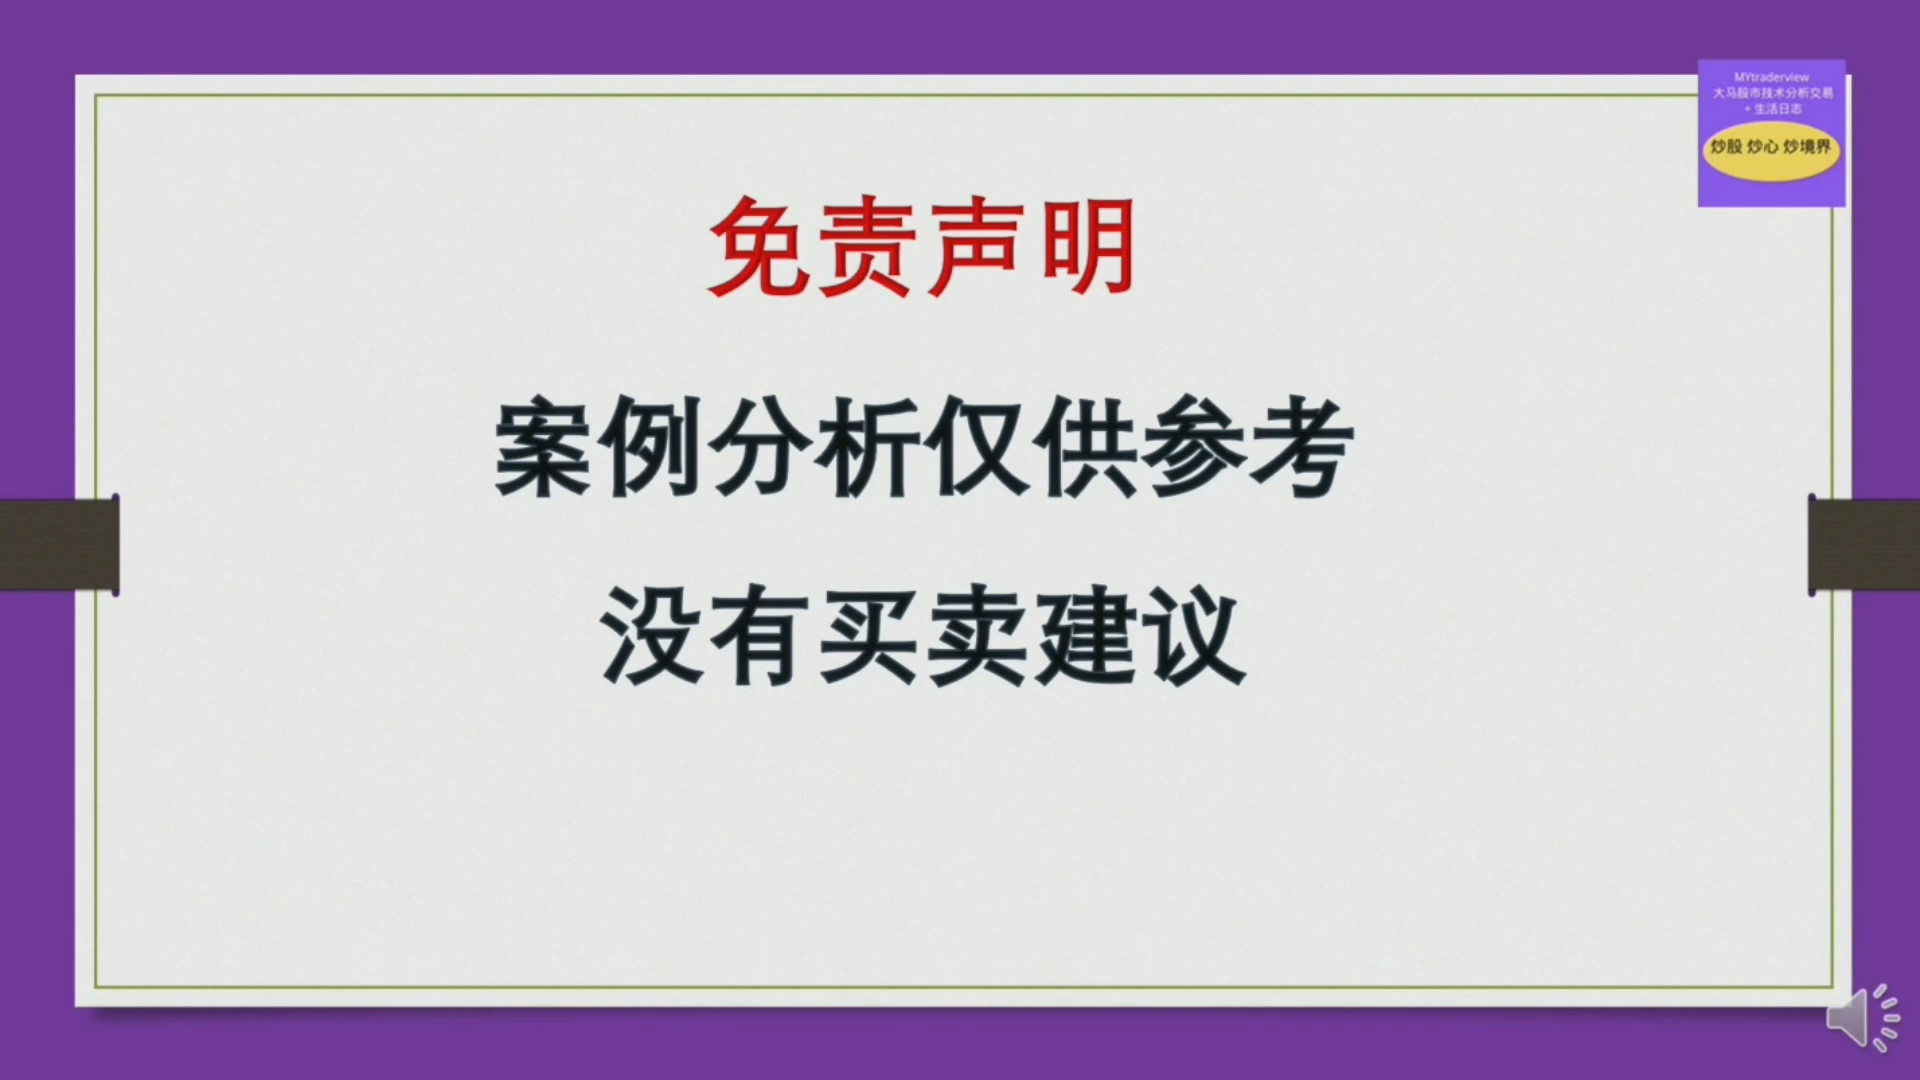 MYtraderview
大马股市技术分析交易
+ 生活日志
炒股 炒心 炒境界
免责声明
案例分析仅供参考
没有买卖建议